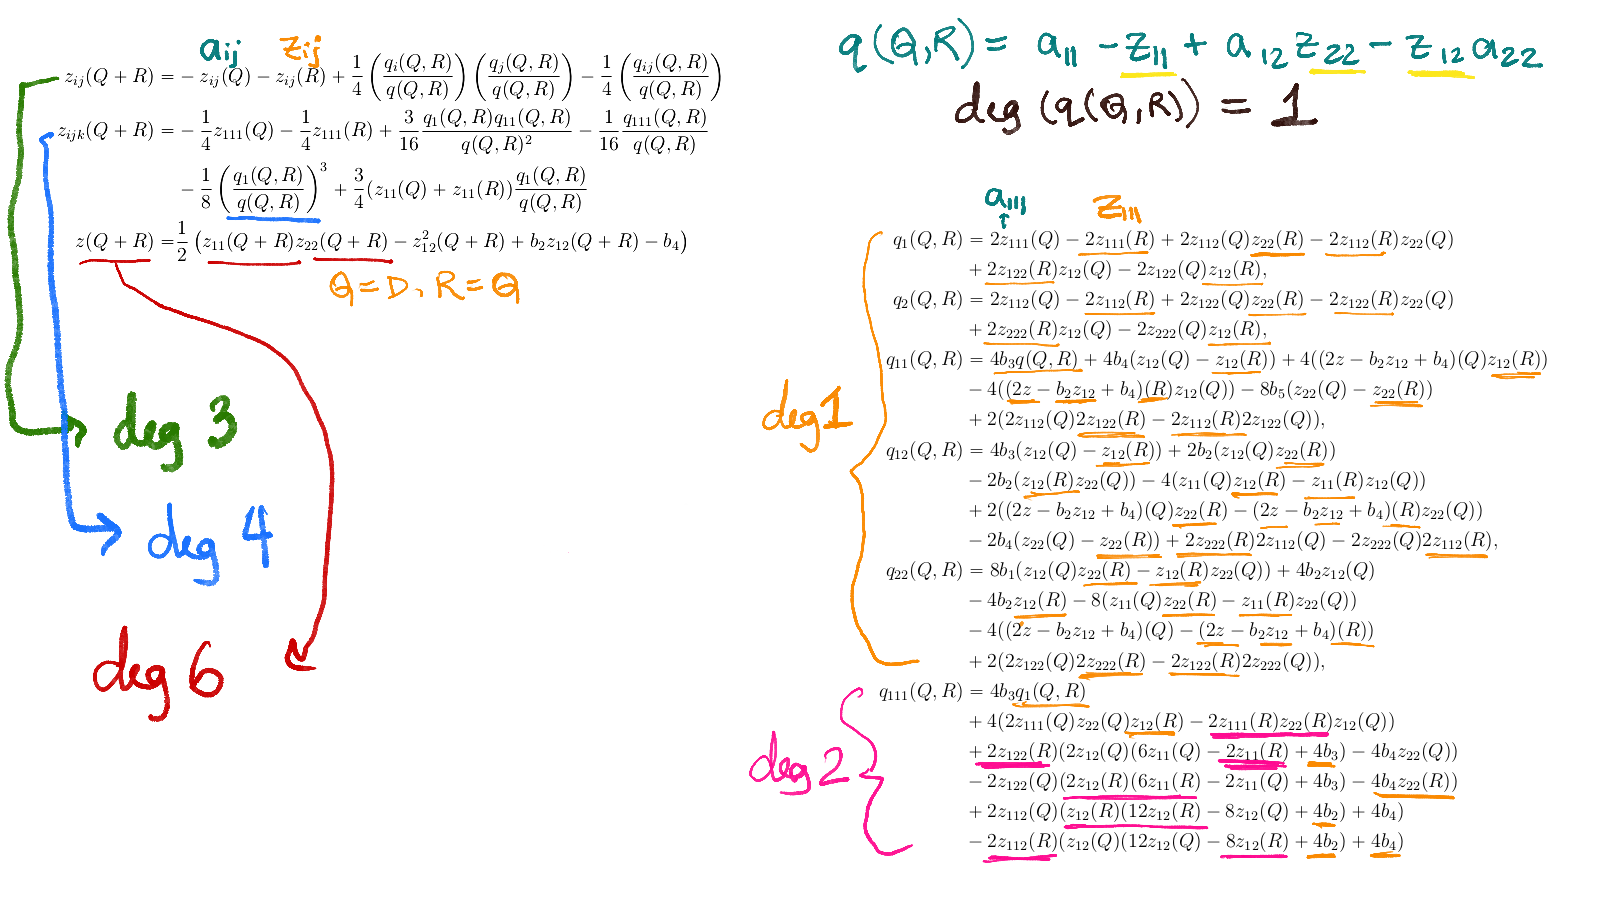 aij zij
z_{ij}(Q + R) = − z_{ij}(Q) − z_{ij}(R) + \frac{1}{4} \left( \frac{q_i(Q, R)}{q(Q, R)} \right) \left( \frac{q_j(Q, R)}{q(Q, R)} \right) − \frac{1}{4} \left( \frac{q_{ij}(Q, R)}{q(Q, R)} \right)
z_{ijk}(Q + R) = − \frac{1}{4} z_{111}(Q) − \frac{1}{4} z_{111}(R) + \frac{3}{16} \frac{q_1(Q, R)q_{11}(Q, R)}{q(Q, R)^2} − \frac{1}{16} \frac{q_{111}(Q, R)}{q(Q, R)}
− \frac{1}{8} \left( \frac{q_1(Q, R)}{q(Q, R)} \right)^3 + \frac{3}{4} (z_{11}(Q) + z_{11}(R)) \frac{q_1(Q, R)}{q(Q, R)}
z(Q + R) = \frac{1}{2} (z_{11}(Q + R)z_{22}(Q + R) − z_{12}^2(Q + R) + b_2 z_{12}(Q + R) − b_4)
Q = D, R = Q
deg 3
deg 4
deg 6
q(Q,R) = a_{11} − z_{11} + a_{12} z_{22} − z_{12} a_{22}
deg (q(Q,R)) = 1
a_{111} z_{111}
q_1(Q, R) = 2z_{111}(Q) − 2z_{111}(R) + 2z_{112}(Q)z_{22}(R) − 2z_{112}(R)z_{22}(Q)
+ 2z_{122}(R)z_{12}(Q) − 2z_{122}(Q)z_{12}(R),
q_2(Q, R) = 2z_{112}(Q) − 2z_{112}(R) + 2z_{122}(Q)z_{22}(R) − 2z_{122}(R)z_{22}(Q)
+ 2z_{222}(R)z_{12}(Q) − 2z_{222}(Q)z_{12}(R),
q_{11}(Q, R) = 4b_3q(Q, R) + 4b_4(z_{12}(Q) − z_{12}(R)) + 4((2z − b_2z_{12} + b_4)(Q)z_{12}(R))
− 4((2z − b_2z_{12} + b_4)(R)z_{12}(Q)) − 8b_5(z_{22}(Q) − z_{22}(R))
+ 2(2z_{112}(Q)2z_{122}(R) − 2z_{112}(R)2z_{122}(Q)),
deg 1
q_{12}(Q, R) = 4b_3(z_{12}(Q) − z_{12}(R)) + 2b_2(z_{12}(Q)z_{22}(R))
− 2b_2(z_{12}(R)z_{22}(Q)) − 4(z_{11}(Q)z_{12}(R) − z_{11}(R)z_{12}(Q))
+ 2((2z − b_2z_{12} + b_4)(Q)z_{22}(R) − (2z − b_2z_{12} + b_4)(R)z_{22}(Q))
− 2b_4(z_{22}(Q) − z_{22}(R)) + 2z_{222}(R)2z_{112}(Q) − 2z_{222}(Q)2z_{112}(R),
q_{22}(Q, R) = 8b_1(z_{12}(Q)z_{22}(R) − z_{12}(R)z_{22}(Q)) + 4b_2z_{12}(Q)
− 4b_2z_{12}(R) − 8(z_{11}(Q)z_{22}(R) − z_{11}(R)z_{22}(Q))
− 4((2z − b_2z_{12} + b_4)(Q) − (2z − b_2z_{12} + b_4)(R))
+ 2(2z_{122}(Q)2z_{222}(R) − 2z_{122}(R)2z_{222}(Q)),
q_{111}(Q, R) = 4b_3q_1(Q, R)
+ 4(2z_{111}(Q)z_{22}(Q)z_{12}(R) − 2z_{111}(R)z_{22}(R)z_{12}(Q))
+ 2z_{122}(R)(2z_{12}(Q)(6z_{11}(Q) − 2z_{11}(R) + 4b_3) − 4b_4z_{22}(Q))
deg 2
− 2z_{122}(Q)(2z_{12}(R)(6z_{11}(R) − 2z_{11}(Q) + 4b_3) − 4b_4z_{22}(R))
+ 2z_{112}(Q)(z_{12}(R)(12z_{12}(R) − 8z_{12}(Q) + 4b_2) + 4b_4)
− 2z_{112}(R)(z_{12}(Q)(12z_{12}(Q) − 8z_{12}(R) + 4b_2) + 4b_4)